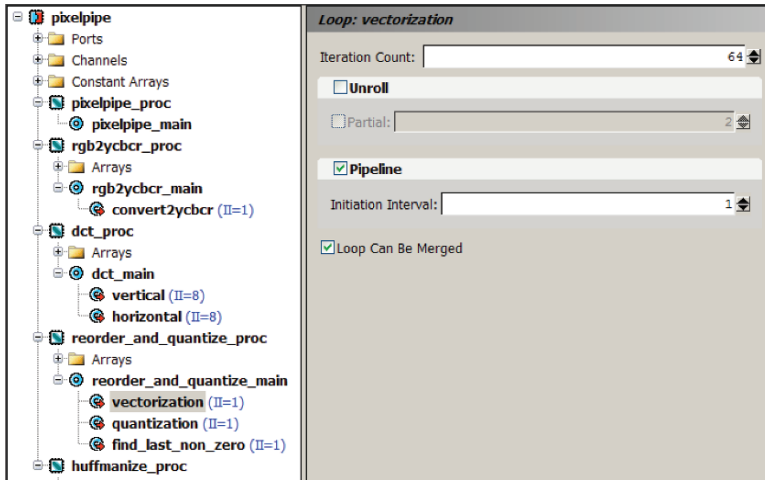 pixelpipe
Ports
Channels
Constant Arrays
pixelpipe_proc
pixelpipe_main
rgb2ycbcr_proc
Arrays
rgb2ycbcr_main
convert2ycbcr (II=1)
dct_proc
Arrays
dct_main
vertical (II=8)
horizontal (II=8)
reorder_and_quantize_proc
Arrays
reorder_and_quantize_main
vectorization (II=1)
quantization (II=1)
find_last_non_zero (II=1)
huffmanize_proc
Loop: vectorization
Iteration Count: 64
Unroll
Partial: 2
Pipeline
Initiation Interval: 1
Loop Can Be Merged